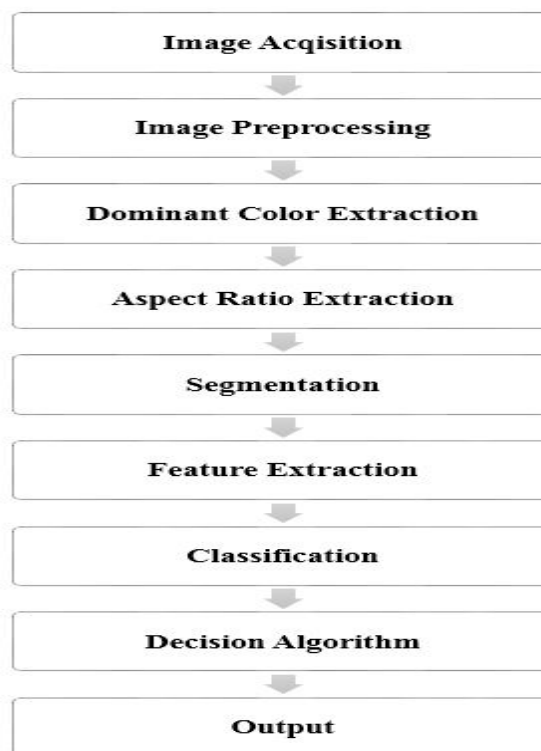 Image Acqisition
Image Preprocessing
Dominant Color Extraction
Aspect Ratio Extraction
Segmentation
Feature Extraction
Classification
Decision Algorithm
Output